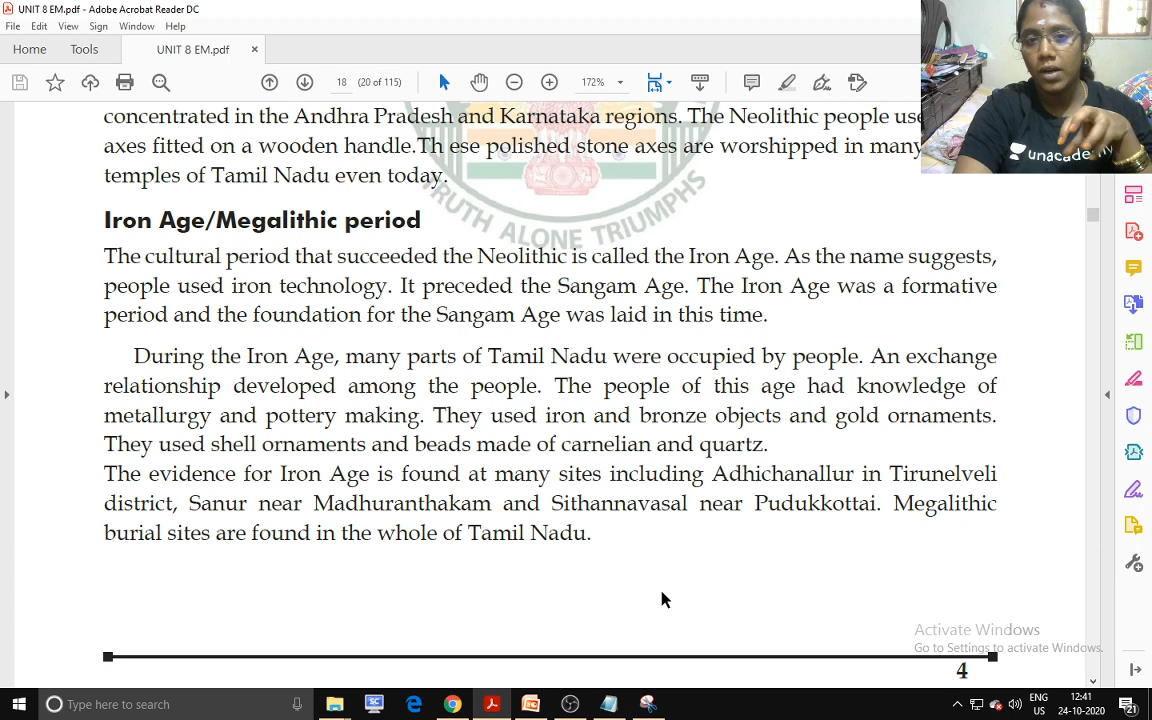 UNIT 8 EM.pdf - Adobe Acrobat Reader DC
File Edit View Sign Window Help
Home Tools UNIT 8 EM.pdf ×
18 (20 of 115) 172%
concentrated in the Andhra Pradesh and Karnataka regions. The Neolithic people use
axes fitted on a wooden handle.Th ese polished stone axes are worshipped in many
temples of Tamil Nadu even today.
TRUTH ALONE TRIUMPHS
unacademy
Iron Age/Megalithic period
The cultural period that succeeded the Neolithic is called the Iron Age. As the name suggests,
people used iron technology. It preceded the Sangam Age. The Iron Age was a formative
period and the foundation for the Sangam Age was laid in this time.
During the Iron Age, many parts of Tamil Nadu were occupied by people. An exchange
relationship developed among the people. The people of this age had knowledge of
metallurgy and pottery making. They used iron and bronze objects and gold ornaments.
They used shell ornaments and beads made of carnelian and quartz.
The evidence for Iron Age is found at many sites including Adhichanallur in Tirunelveli
district, Sanur near Madhuranthakam and Sithannavasal near Pudukkottai. Megalithic
burial sites are found in the whole of Tamil Nadu.
Activate Windows
Go to Settings to activate Windows.
4
Type here to search
SC
ENG
US
12:41
24-10-2020
21